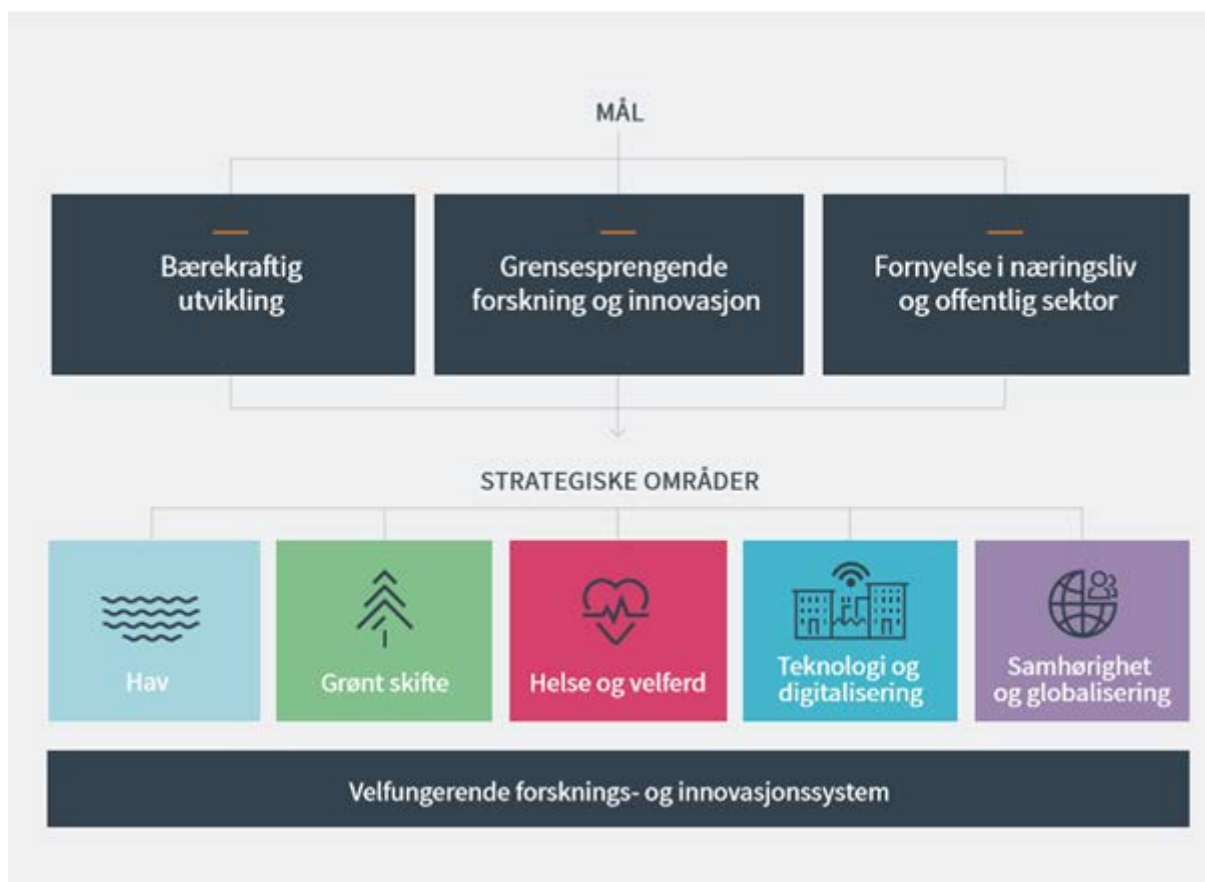 MÅL
Bærekraftig
utvikling
Grensesprengende
forskning og innovasjon
Fornyelse i næringsliv
og offentlig sektor
STRATEGISKE OMRÅDER
Hav
Grønt skifte
Helse og velferd
Teknologi og
digitalisering
Samhørighet
og globalisering
Velfungerende forsknings- og innovasjonssystem